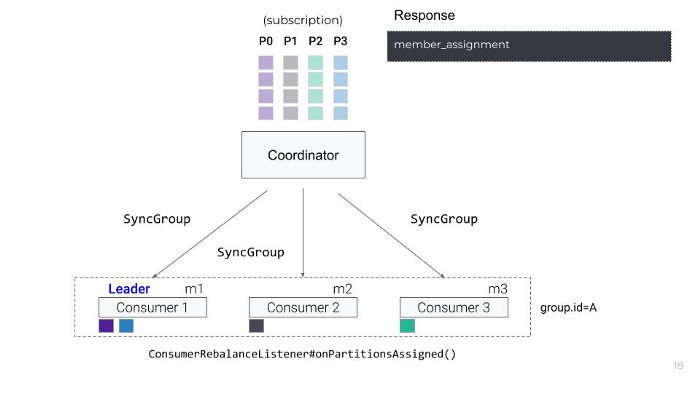 (subscription)
P0 P1 P2 P3
Response
member_assignment
Coordinator
SyncGroup
SyncGroup
SyncGroup
Leader m1
m2
m3
Consumer 1
Consumer 2
Consumer 3
group.id=A
ConsumerRebalanceListener#onPartitionsAssigned()
18